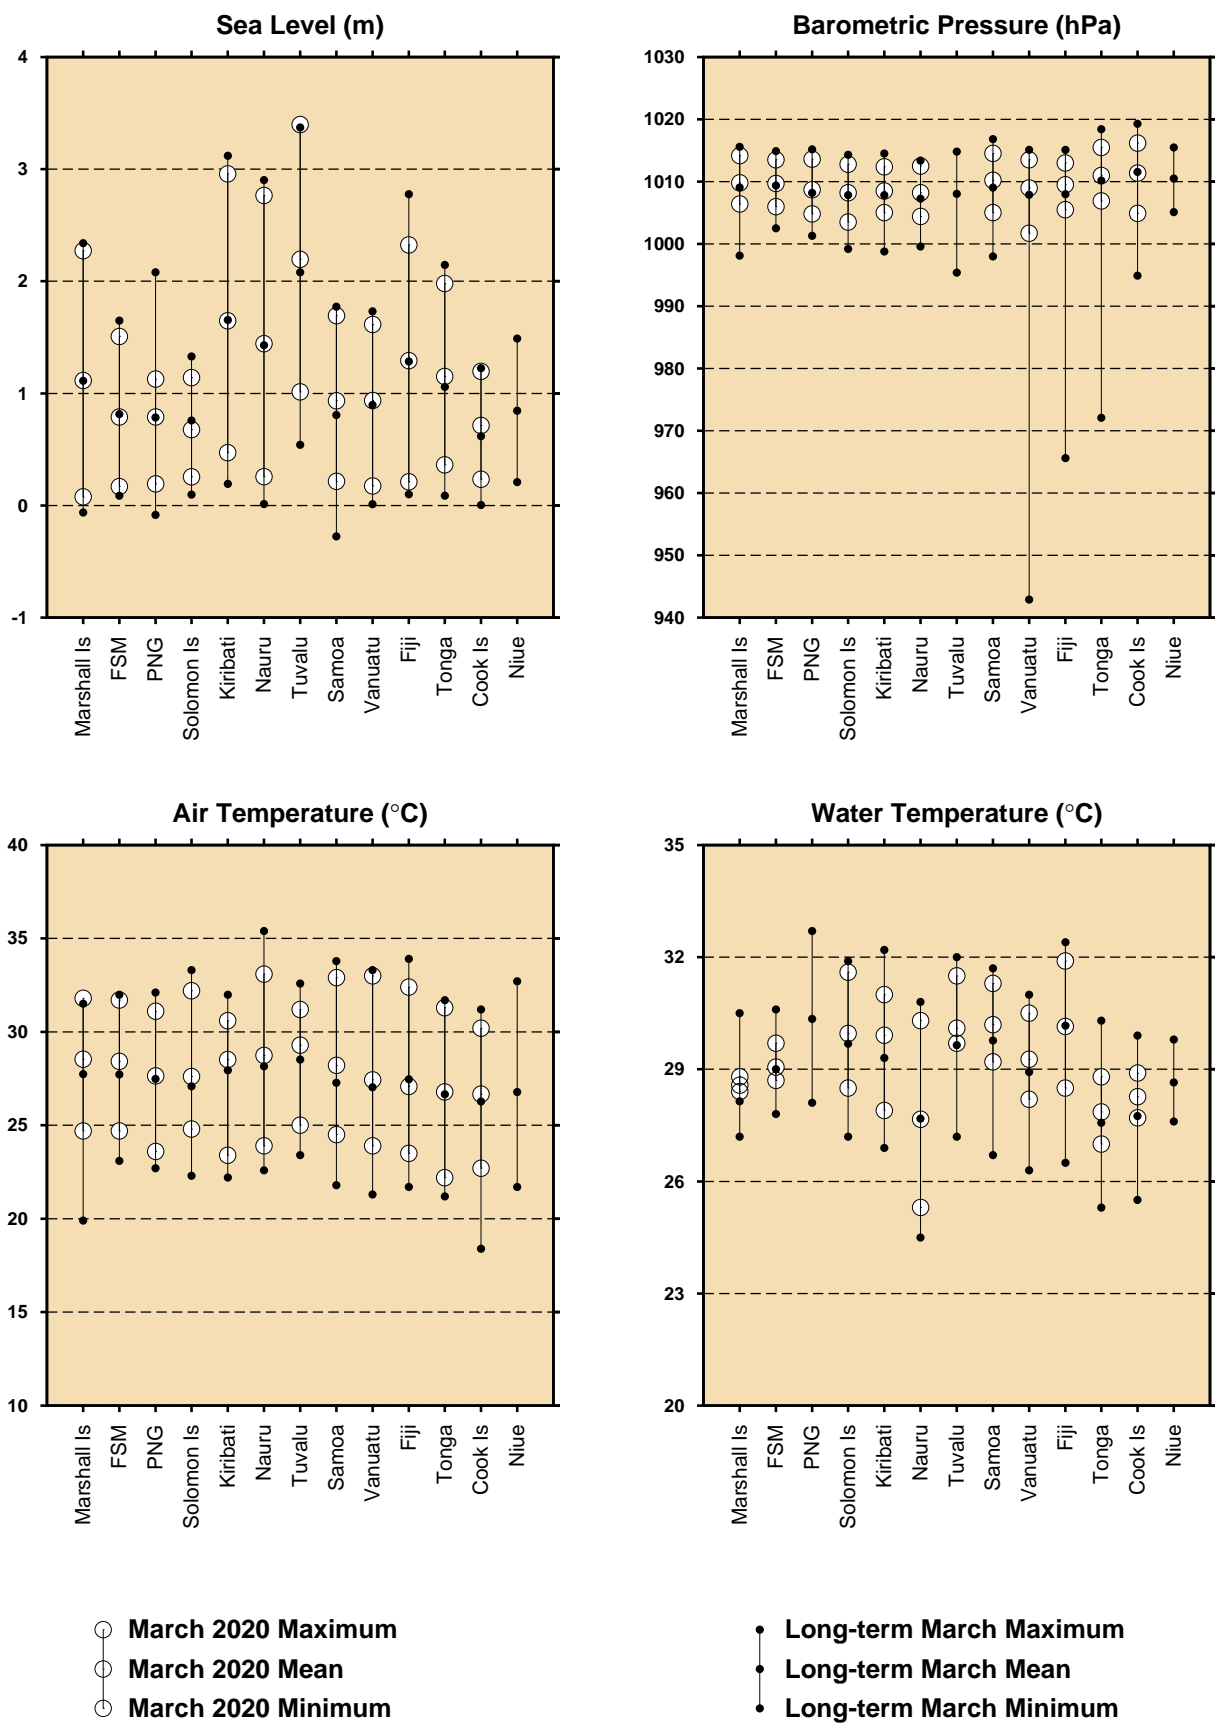 Sea Level (m)
4
3
2
1
0
-1
Marshall Is
FSM
PNG
Solomon Is
Kiribati
Nauru
Tuvalu
Samoa
Vanuatu
Fiji
Tonga
Cook Is
Niue
Barometric Pressure (hPa)
1030
1020
1010
1000
990
980
970
960
950
940
Marshall Is
FSM
PNG
Solomon Is
Kiribati
Nauru
Tuvalu
Samoa
Vanuatu
Fiji
Tonga
Cook Is
Niue
Air Temperature (°C)
40
35
30
25
20
15
10
Marshall Is
FSM
PNG
Solomon Is
Kiribati
Nauru
Tuvalu
Samoa
Vanuatu
Fiji
Tonga
Cook Is
Niue
Water Temperature (°C)
35
32
29
26
23
20
Marshall Is
FSM
PNG
Solomon Is
Kiribati
Nauru
Tuvalu
Samoa
Vanuatu
Fiji
Tonga
Cook Is
Niue
March 2020 Maximum
March 2020 Mean
March 2020 Minimum
Long-term March Maximum
Long-term March Mean
Long-term March Minimum